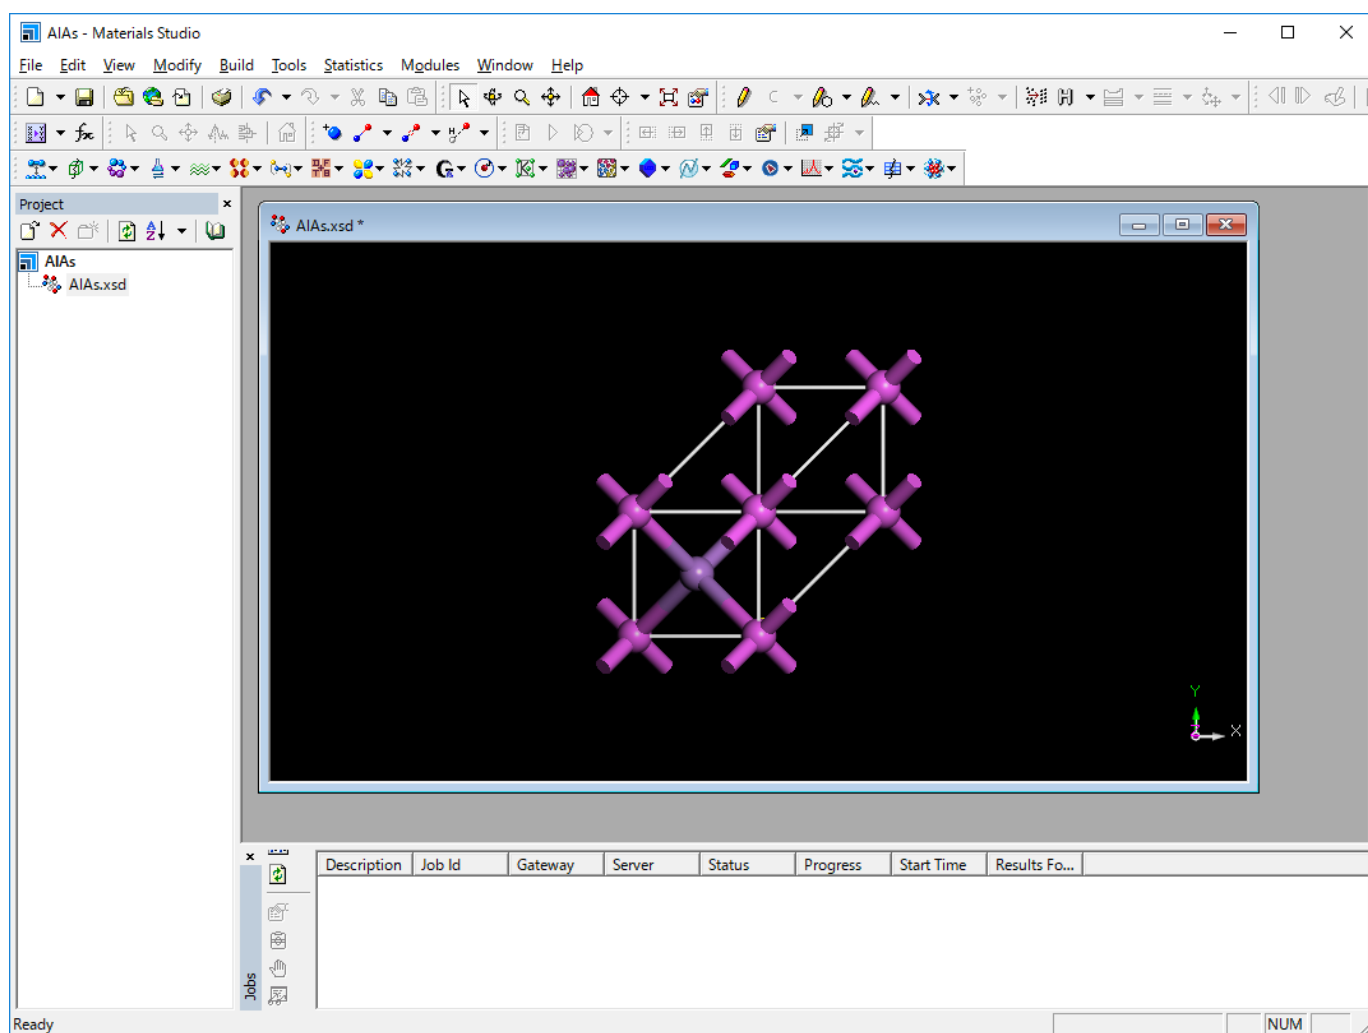 AlAs - Materials Studio
File Edit View Modify Build Tools Statistics Modules Window Help
Project
AlAs
AlAs.xsd
AlAs.xsd *
Y
X
Jobs
Description Job Id Gateway Server Status Progress Start Time Results Fo...
Ready
NUM